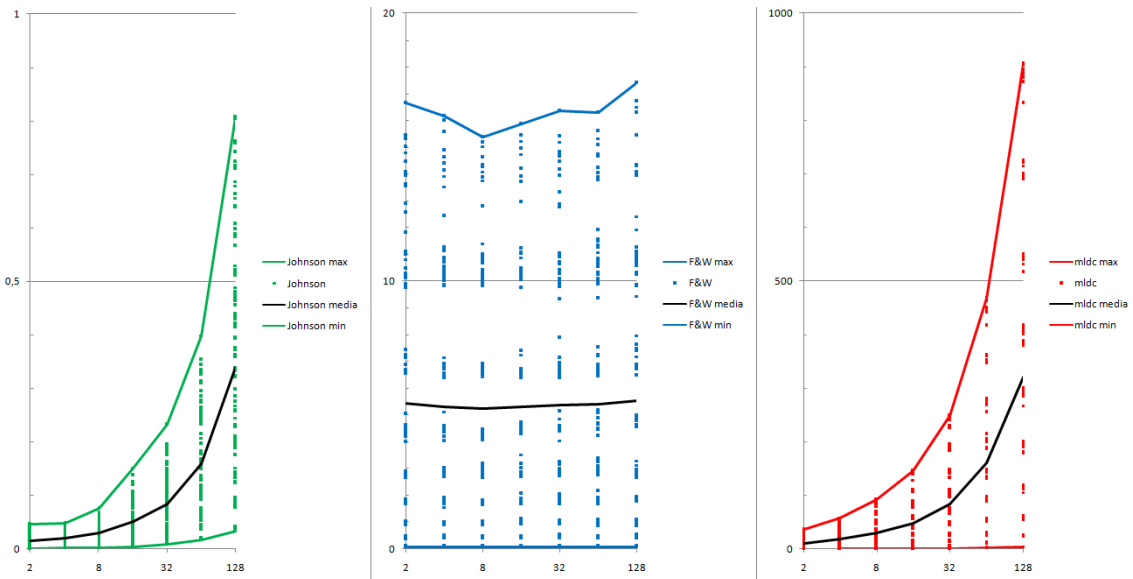 1
0,5
0
2
8
32
128
Johnson max
Johnson
Johnson media
Johnson min
20
10
0
2
8
32
128
F&W max
F&W
F&W media
F&W min
1000
500
0
2
8
32
128
mldc max
mldc
mldc media
mldc min